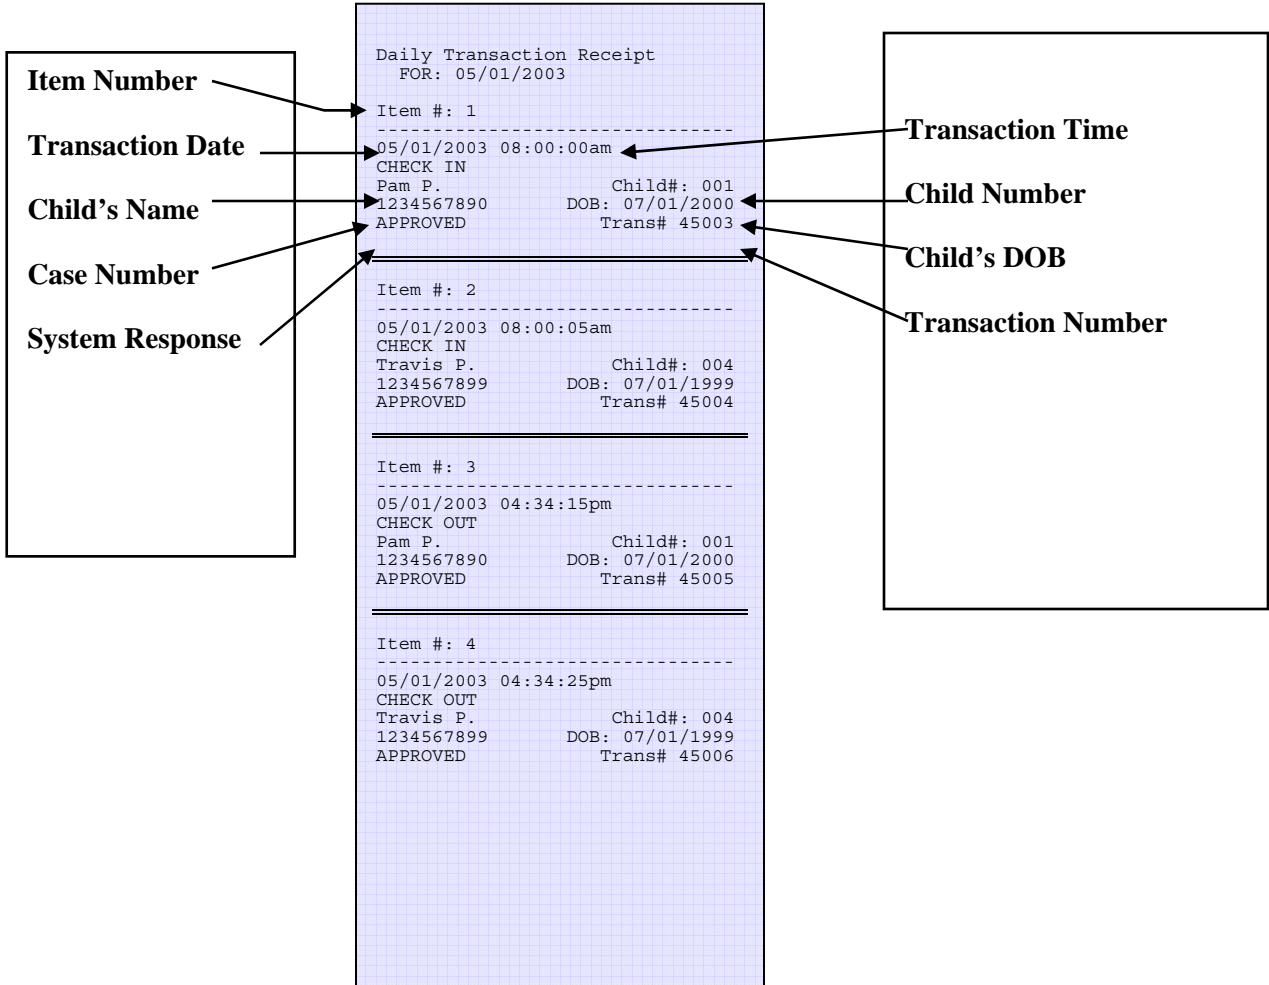 Item Number
Transaction Date
Child’s Name
Case Number
System Response
Daily Transaction Receipt
FOR: 05/01/2003
Item #: 1
--------------------------------
05/01/2003 08:00:00am
CHECK IN
Pam P. Child#: 001
1234567890 DOB: 07/01/2000
APPROVED Trans# 45003
Item #: 2
--------------------------------
05/01/2003 08:00:05am
CHECK IN
Travis P. Child#: 004
1234567899 DOB: 07/01/1999
APPROVED Trans# 45004
Item #: 3
--------------------------------
05/01/2003 04:34:15pm
CHECK OUT
Pam P. Child#: 001
1234567890 DOB: 07/01/2000
APPROVED Trans# 45005
Item #: 4
--------------------------------
05/01/2003 04:34:25pm
CHECK OUT
Travis P. Child#: 004
1234567899 DOB: 07/01/1999
APPROVED Trans# 45006
Transaction Time
Child Number
Child’s DOB
Transaction Number